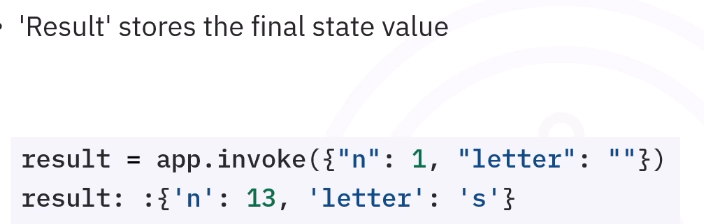 • 'Result' stores the final state value
result = app.invoke({"n": 1, "letter": ""})
result: :{'n': 13, 'letter': 's'}